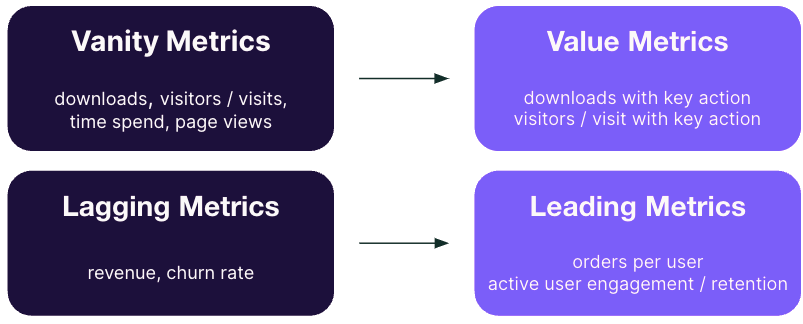 Vanity Metrics
downloads, visitors / visits,
time spend, page views
Value Metrics
downloads with key action
visitors / visit with key action
Lagging Metrics
revenue, churn rate
Leading Metrics
orders per user
active user engagement / retention